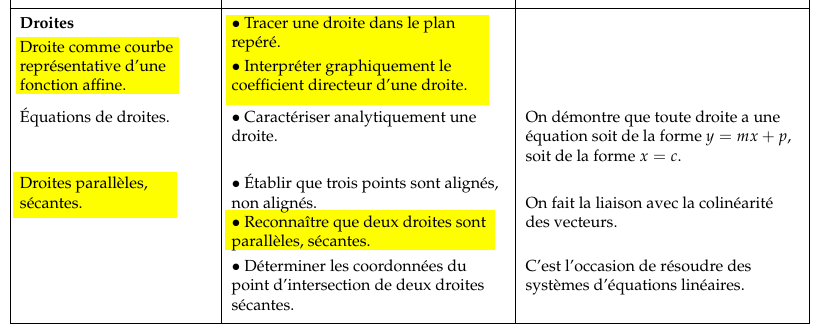 Droites
Droite comme courbe
représentative d'une
fonction affine.
• Tracer une droite dans le plan
repéré.
• Interpréter graphiquement le
coefficient directeur d'une droite.
Équations de droites.
• Caractériser analytiquement une
droite.
On démontre que toute droite a une
équation soit de la forme y = mx + p,
soit de la forme x = c.
Droites parallèles,
sécantes.
• Établir que trois points sont alignés,
non alignés.
• Reconnaître que deux droites sont
parallèles, sécantes.
On fait la liaison avec la colinéarité
des vecteurs.
• Déterminer les coordonnées du
point d'intersection de deux droites
sécantes.
C'est l'occasion de résoudre des
systèmes d'équations linéaires.